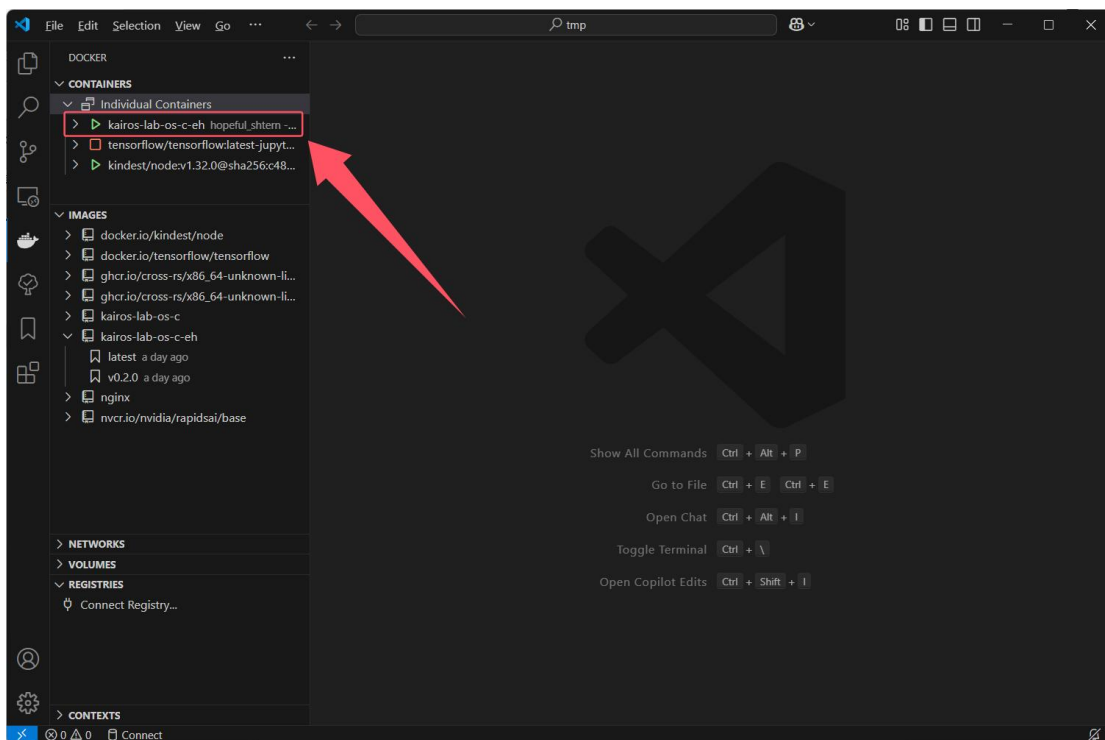 File Edit Selection View Go ··· tmp
DOCKER ···
CONTAINERS
Individual Containers
kairos-lab-os-c-eh hopeful_shtern -...
tensorflow/tensorflow:latest-jupyt...
kindest/node:v1.32.0@sha256:c48...
IMAGES
docker.io/kindest/node
docker.io/tensorflow/tensorflow
ghcr.io/cross-rs/x86_64-unknown-li...
ghcr.io/cross-rs/x86_64-unknown-li...
kairos-lab-os-c
kairos-lab-os-c-eh
latest a day ago
v0.2.0 a day ago
nginx
nvcr.io/nvidia/rapidsai/base
Show All Commands Ctrl + Alt + P
Go to File Ctrl + E Ctrl + E
Open Chat Ctrl + Alt + I
Toggle Terminal Ctrl + \
Open Copilot Edits Ctrl + Shift + I
NETWORKS
VOLUMES
REGISTRIES
Connect Registry...
CONTEXTS
0 0 Connect